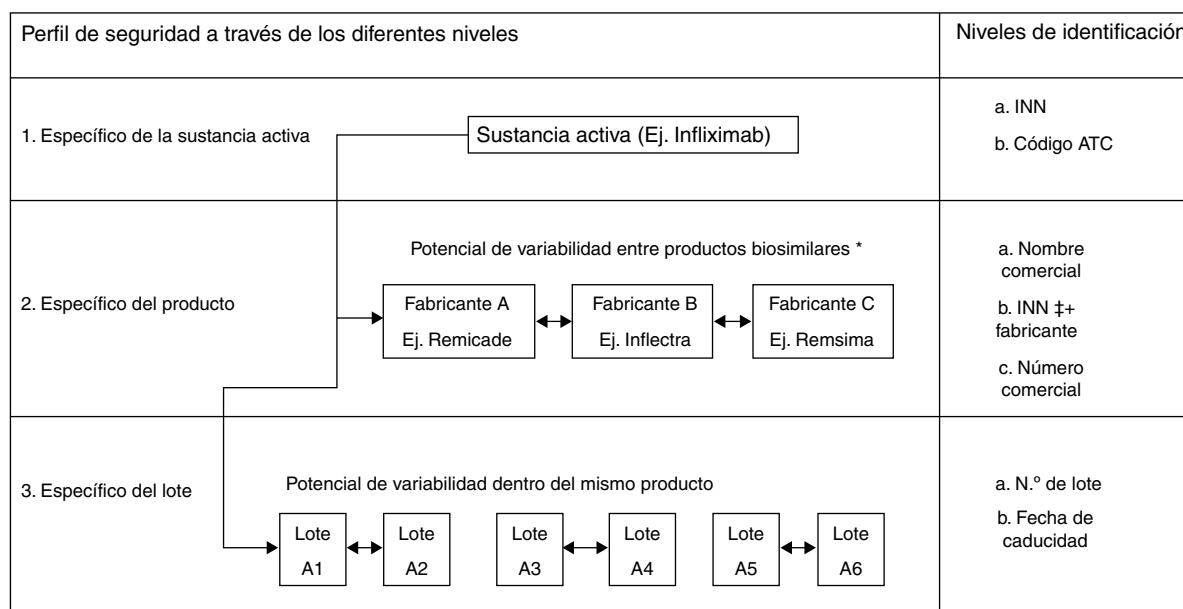 Perfil de seguridad a través de los diferentes niveles
Niveles de identificación
1. Específico de la sustancia activa
Sustancia activa (Ej. Infliximab)
a. INN
b. Código ATC
2. Específico del producto
Potencial de variabilidad entre productos biosimilares *
Fabricante A
Ej. Remicade
Fabricante B
Ej. Inflectra
Fabricante C
Ej. Remsima
a. Nombre
comercial
b. INN ‡+
fabricante
c. Número
comercial
3. Específico del lote
Potencial de variabilidad dentro del mismo producto
Lote
A1
Lote
A2
Lote
A3
Lote
A4
Lote
A5
Lote
A6
a. N.º de lote
b. Fecha de
caducidad